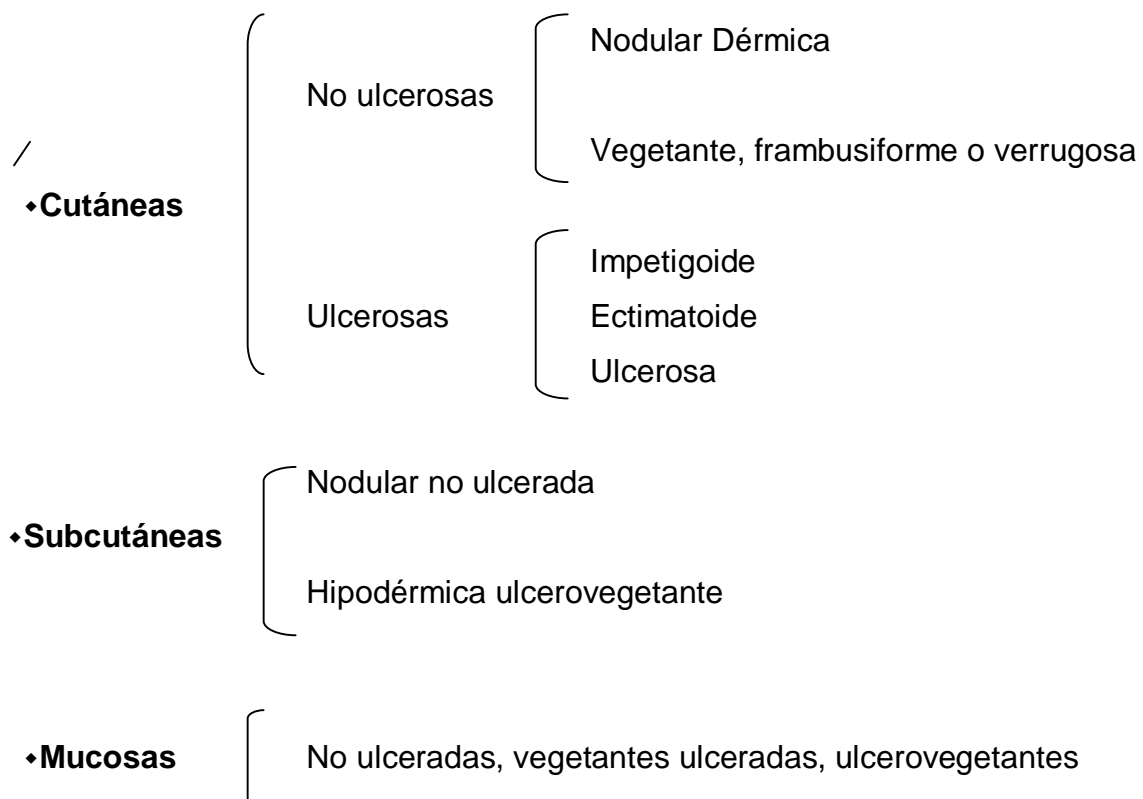 Nodular Dérmica
No ulcerosas
Vegetante, frambusiforme o verrugosa
/
⬥Cutáneas
Impetigoide
Ulcerosas Ectimatoide
Ulcerosa
Nodular no ulcerada
⬥Subcutáneas
Hipodérmica ulcerovegetante
⬥Mucosas No ulceradas, vegetantes ulceradas, ulcerovegetantes